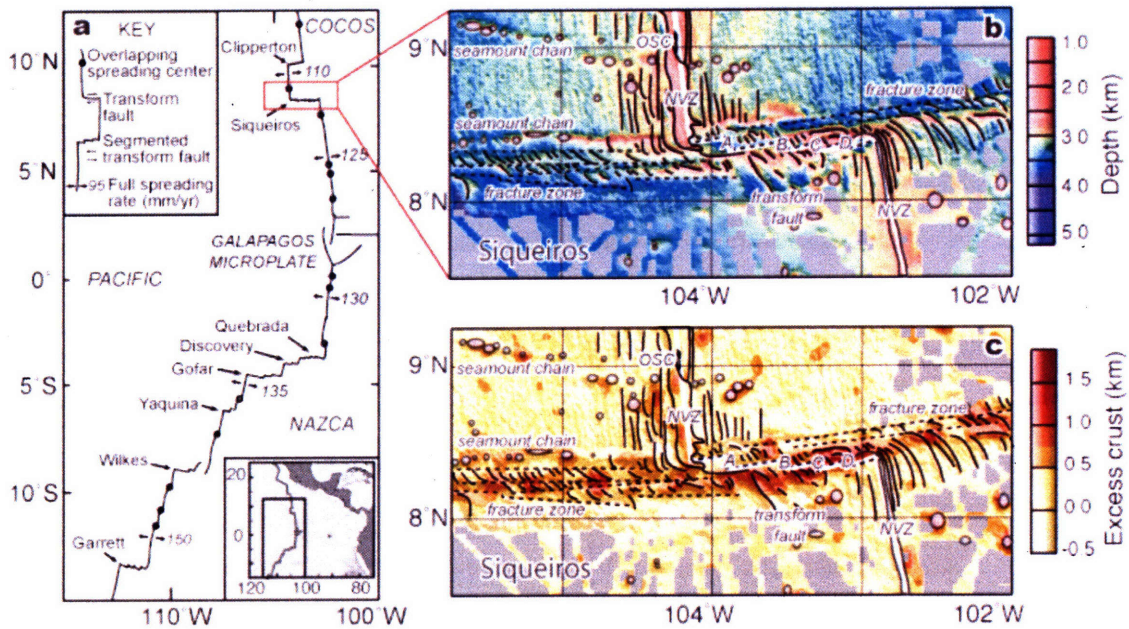 a
KEY
Overlapping
spreading center
Transform
fault
Segmented
transform fault
95 Full spreading
rate (mm/yr)
COCOS
Clipperton
110
Siqueiros
125
GALAPAGOS
MICROPLATE
PACIFIC
130
Quebrada
Discovery
Gofar
135
Yaquina
NAZCA
Wilkes
150
Garrett
10°N
5°N
0°
5°S
10°S
110°W
100°W
20
0
120
100
80
b
9°N
8°N
seamount chain
OSC
NVZ
fracture zone
seamount chain
A
B
C
D
fracture zone
transform
fault
NVZ
Siqueiros
104°W
102°W
1.0
2.0
3.0
4.0
5.0
Depth (km)
c
9°N
8°N
seamount chain
OSC
NVZ
fracture zone
seamount chain
A
B
C
D
fracture zone
transform
fault
NVZ
Siqueiros
104°W
102°W
1.5
1.0
0.5
0.0
-0.5
Excess crust (km)